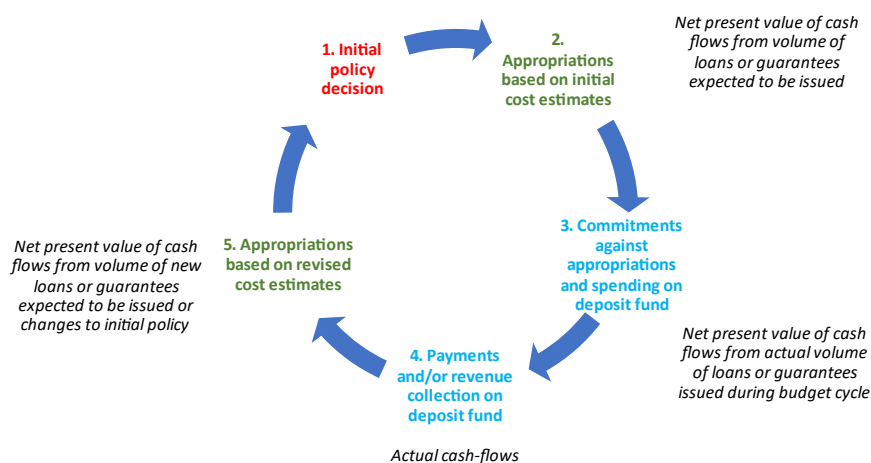 1. Initial
policy
decision
2.
Appropriations
based on initial
cost estimates
Net present value of cash
flows from volume of
loans or guarantees
expected to be issued
3. Commitments
against
appropriations
and spending on
deposit fund
Net present value of cash
flows from actual volume
of loans or guarantees
issued during budget cycle
4. Payments
and/or revenue
collection on
deposit fund
Actual cash-flows
5. Appropriations
based on revised
cost estimates
Net present value of cash
flows from volume of new
loans or guarantees
expected to be issued or
changes to initial policy